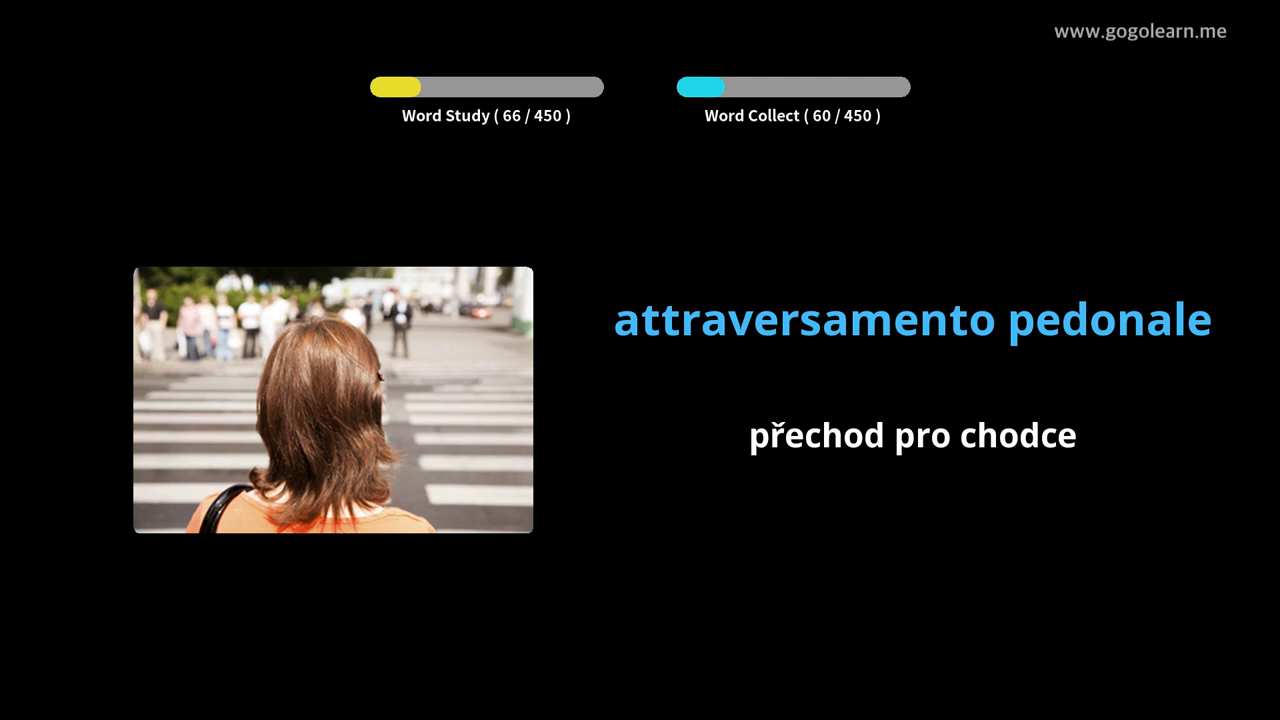 www.gogolearn.me
Word Study ( 66 / 450 )
Word Collect ( 60 / 450 )
attraversamento pedonale
přechod pro chodce